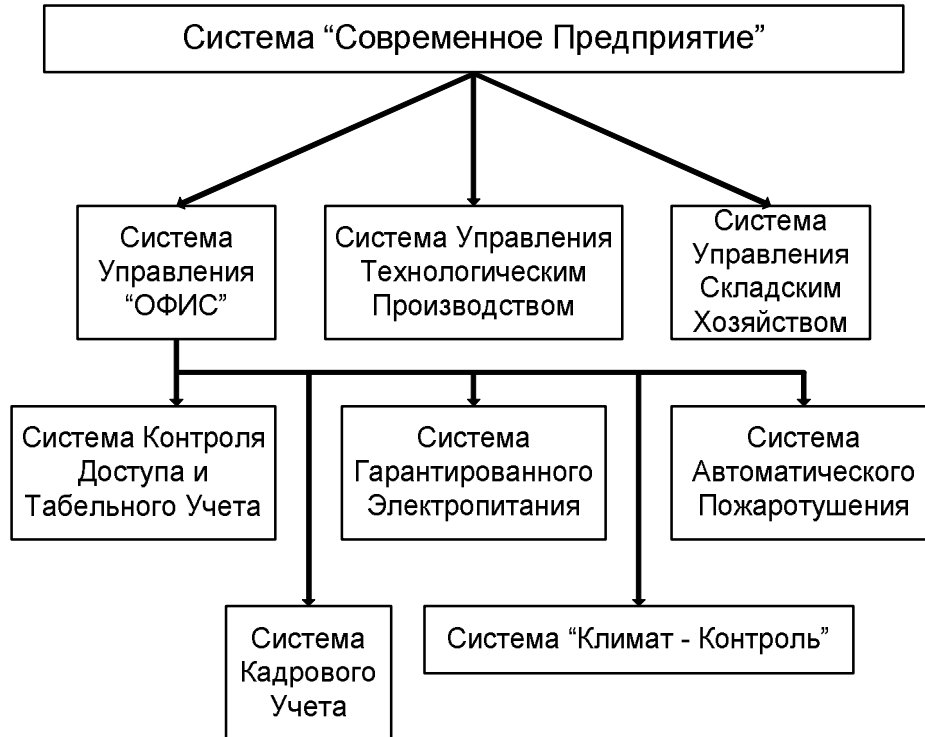 Система “Современное Предприятие”
Система
Управления
“ОФИС”
Система Управления
Технологическим
Производством
Система
Управления
Складским
Хозяйством
Система Контроля
Доступа и
Табельного Учета
Система
Гарантированного
Электропитания
Система
Автоматического
Пожаротушения
Система
Кадрового
Учета
Система “Климат - Контроль”